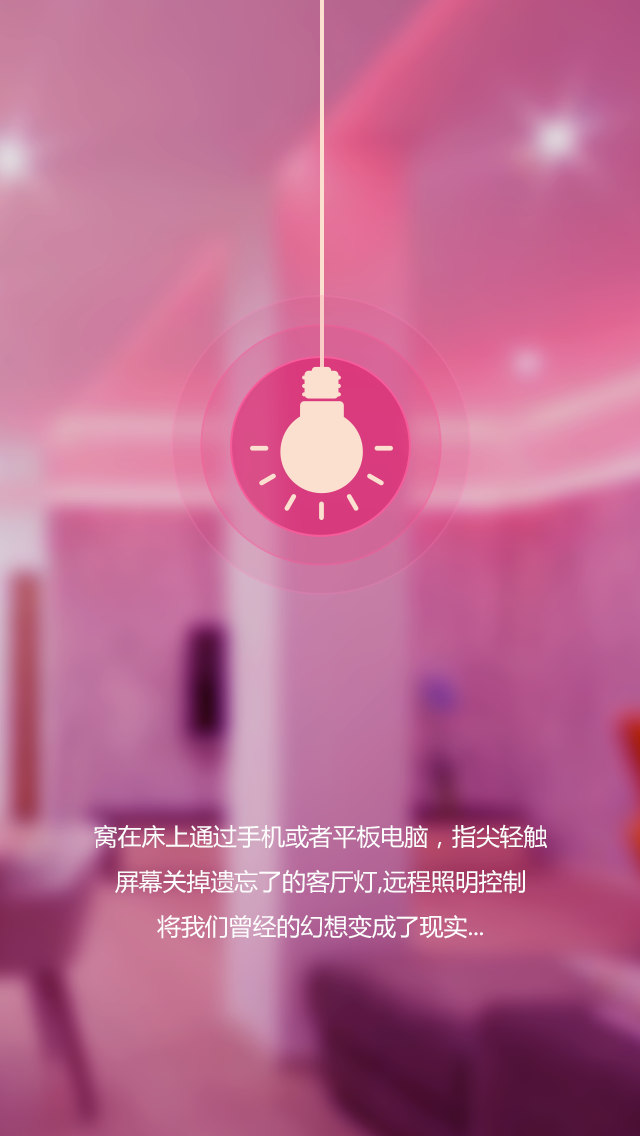 窝在床上通过手机或者平板电脑，指尖轻触
屏幕关掉遗忘了的客厅灯,远程照明控制
将我们曾经的幻想变成了现实...